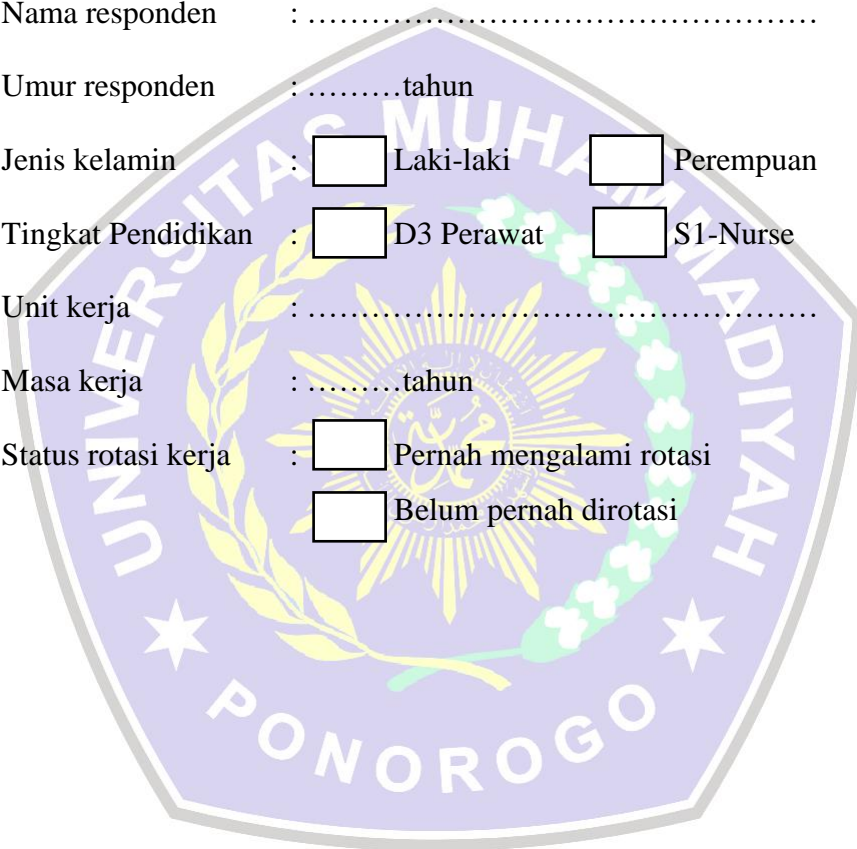 Nama responden : ……………………………………………
Umur responden : ………tahun
Jenis kelamin : Laki-laki Perempuan
Tingkat Pendidikan : D3 Perawat S1-Nurse
Unit kerja : ……………………………………………
Masa kerja : ………tahun
Status rotasi kerja : Pernah mengalami rotasi
Belum pernah dirotasi
UNIVERSITAS MUHAMMADIYAH
PONOROGO